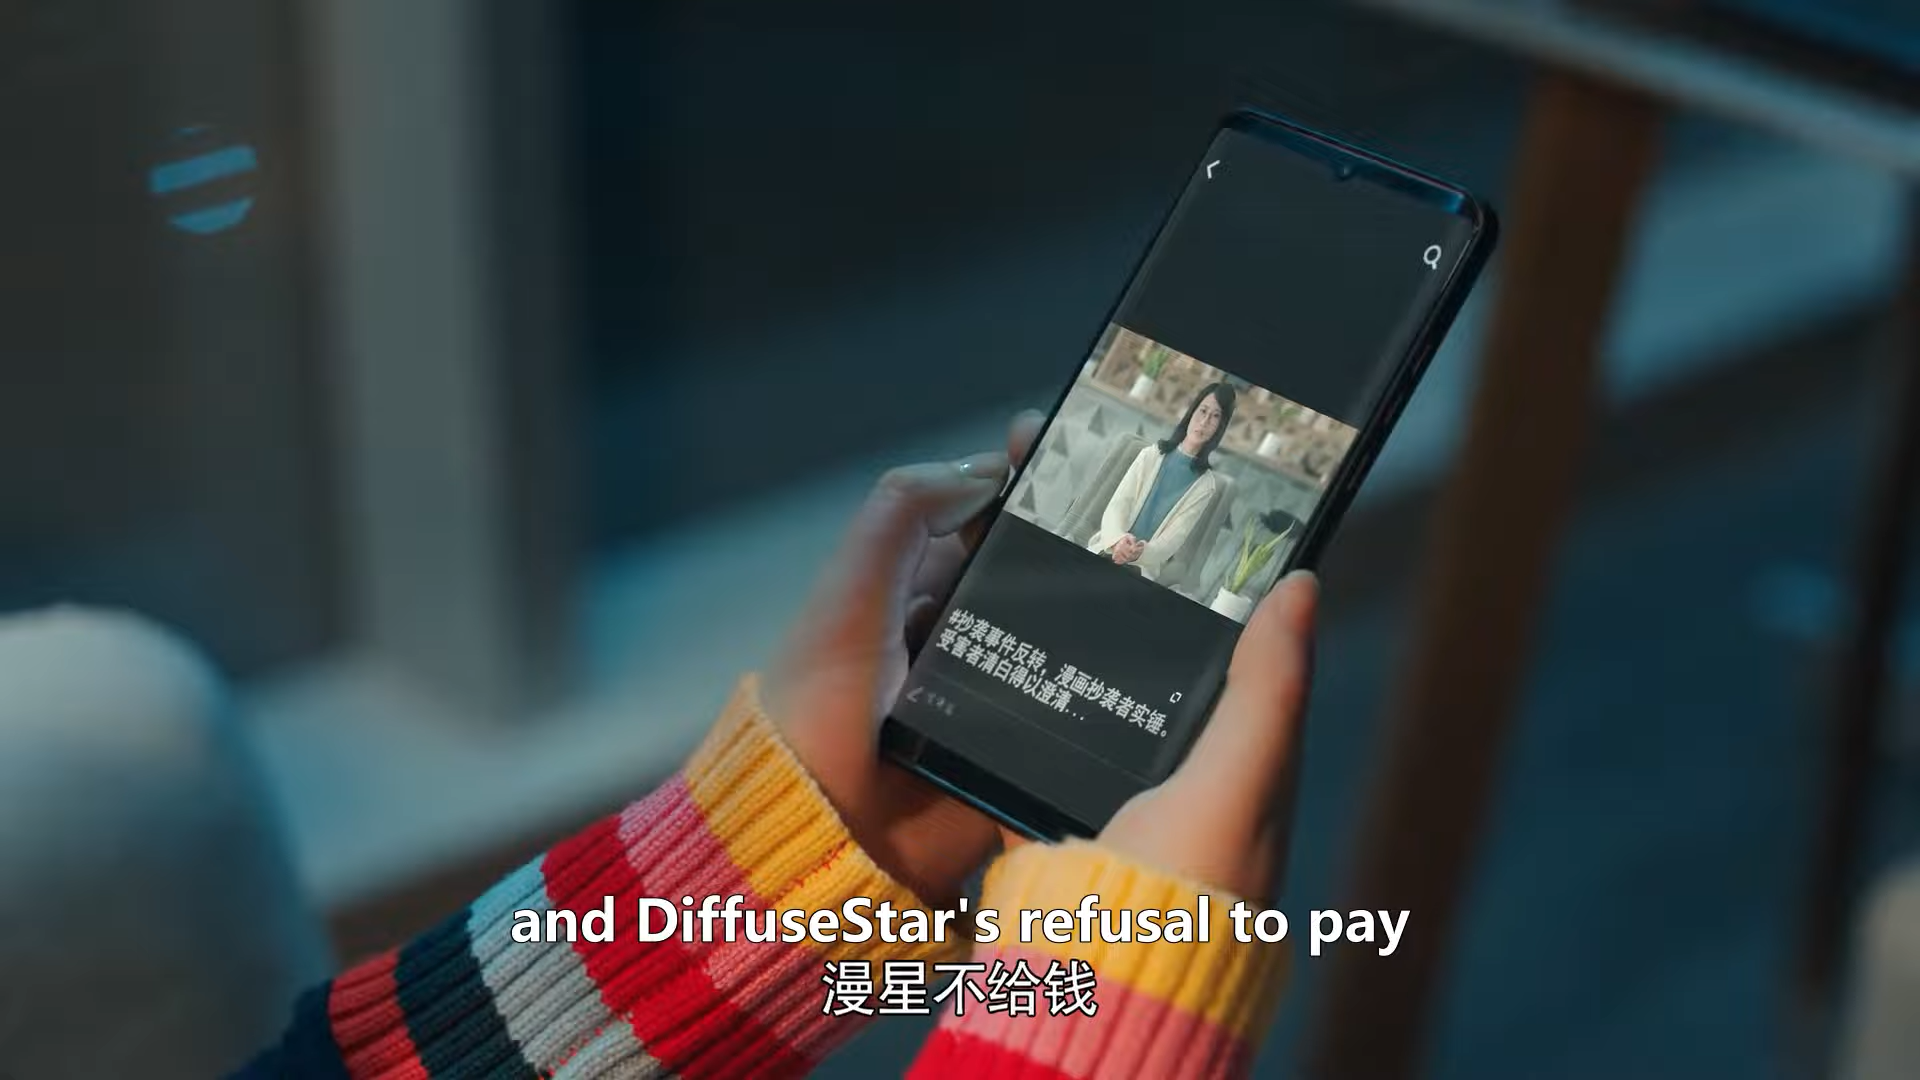 #抄袭事件反转，漫画抄袭者实锤。
受害者清白得以澄清...
and DiffuseStar's refusal to pay
漫星不给钱